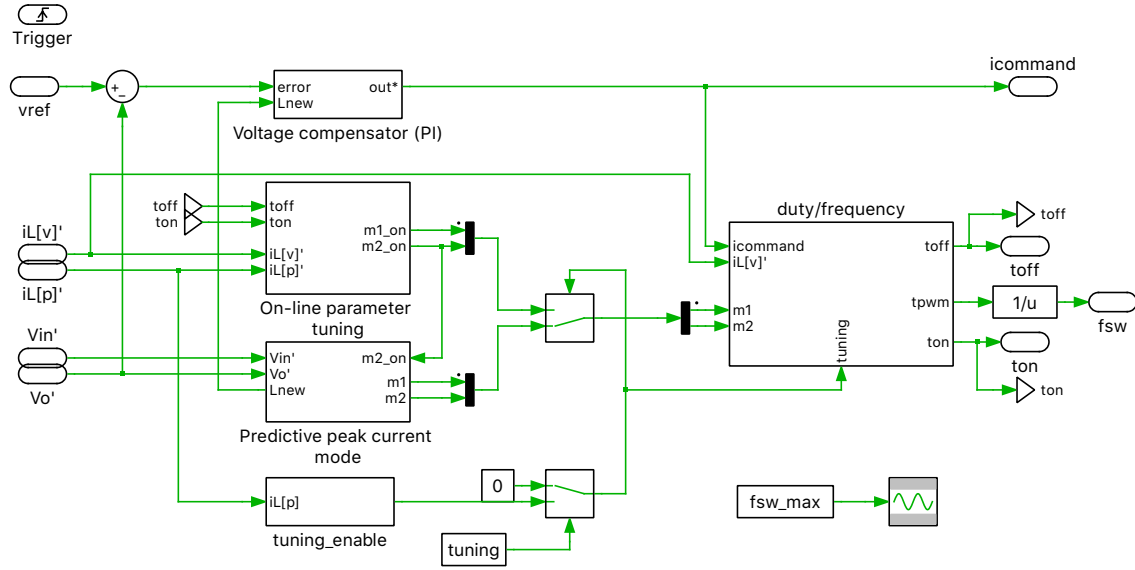 Trigger
vref
error
Lnew
out*
Voltage compensator (PI)
icommand
toff
ton
toff
ton
iL[v]'
iL[p]'
m1_on
m2_on
On-line parameter
tuning
iL[v]'
iL[p]'
duty/frequency
icommand
iL[v]'
m1
m2
tuning
toff
tpwm
ton
toff
toff
1/u
fsw
ton
ton
Vin'
Vo'
Vin'
Vo'
Lnew
m2_on
m1
m2
Predictive peak current
mode
iL[p]
tuning_enable
0
tuning
fsw_max